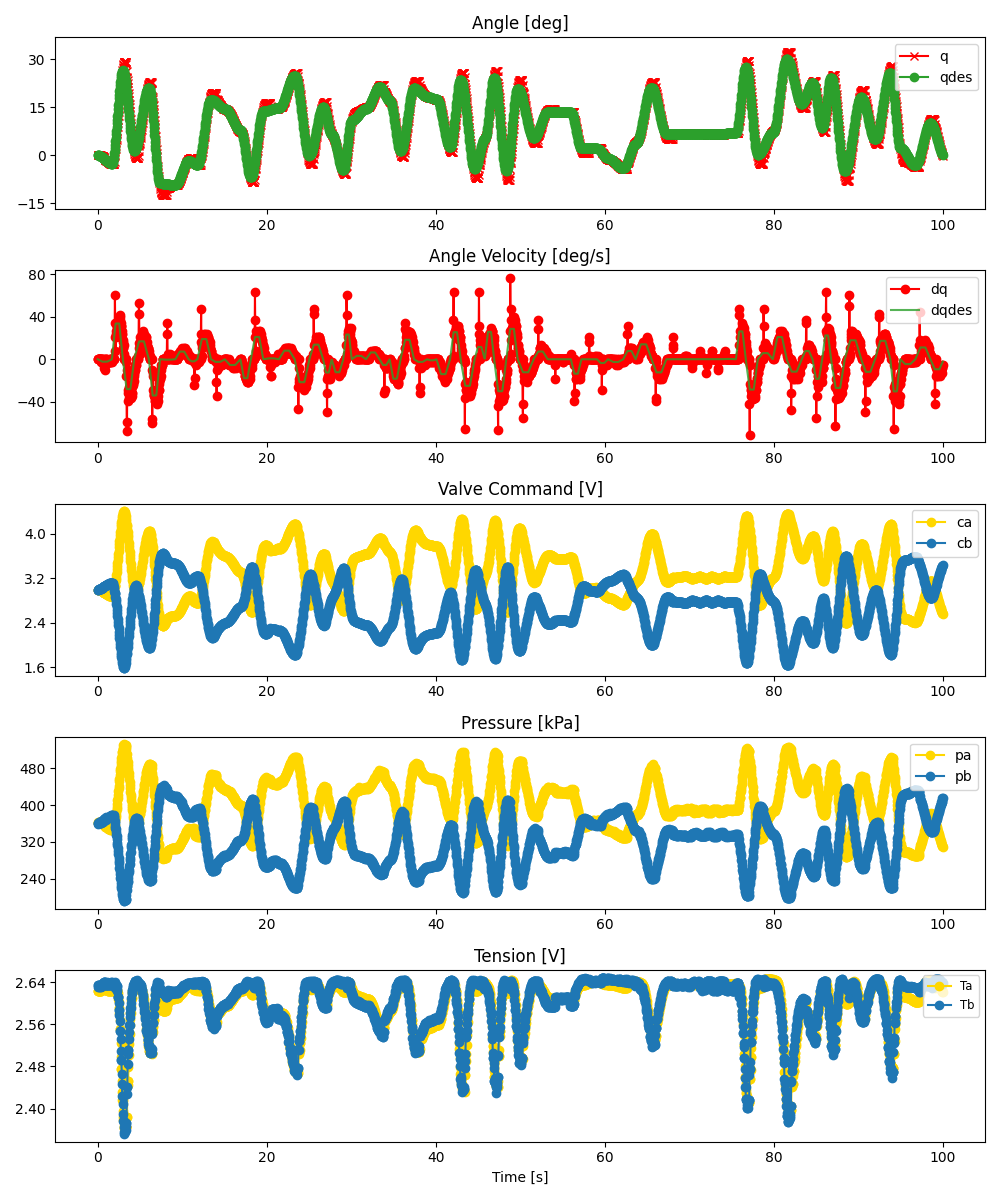 Angle [deg]
30
15
0
−15
q
qdes
0 20 40 60 80 100
Angle Velocity [deg/s]
80
40
0
−40
dq
dqdes
0 20 40 60 80 100
Valve Command [V]
4.0
3.2
2.4
1.6
ca
cb
0 20 40 60 80 100
Pressure [kPa]
480
400
320
240
pa
pb
0 20 40 60 80 100
Tension [V]
2.64
2.56
2.48
2.40
Ta
Tb
0 20 40 60 80 100
Time [s]